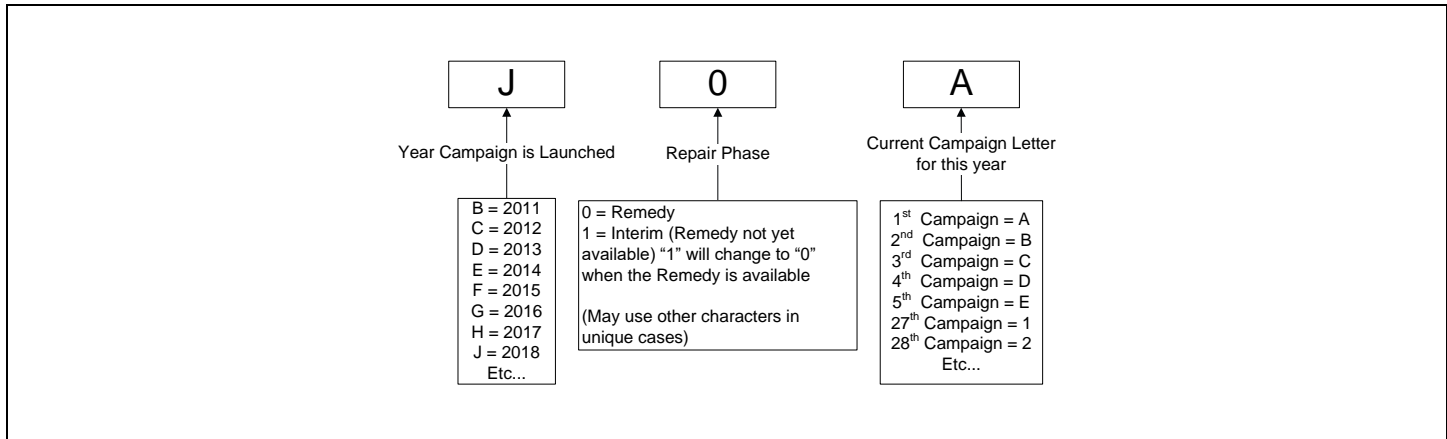 J
0
A
Year Campaign is Launched
Repair Phase
Current Campaign Letter
for this year
B = 2011
C = 2012
D = 2013
E = 2014
F = 2015
G = 2016
H = 2017
J = 2018
Etc...
0 = Remedy
1 = Interim (Remedy not yet
available) “1” will change to “0”
when the Remedy is available
(May use other characters in
unique cases)
1st Campaign = A
2nd Campaign = B
3rd Campaign = C
4th Campaign = D
5th Campaign = E
27th Campaign = 1
28th Campaign = 2
Etc...